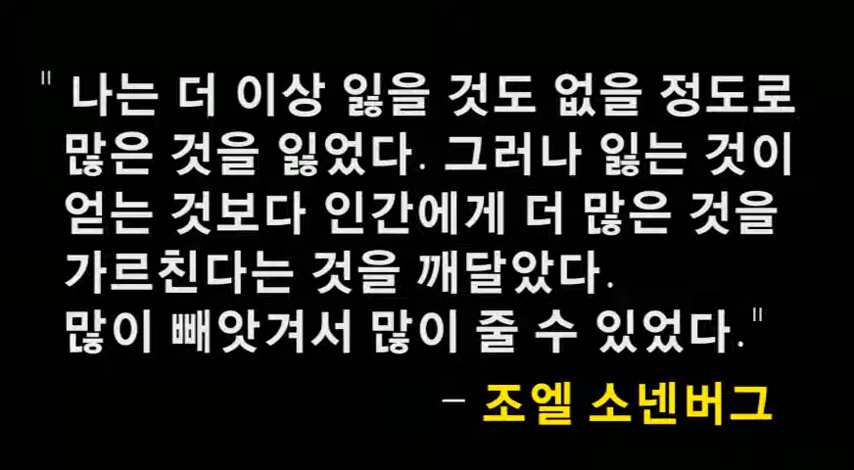 " 나는 더 이상 잃을 것도 없을 정도로
많은 것을 잃었다. 그러나 잃는 것이
얻는 것보다 인간에게 더 많은 것을
가르친다는 것을 깨달았다.
많이 빼앗겨서 많이 줄 수 있었다."
– 조엘 소넨버그